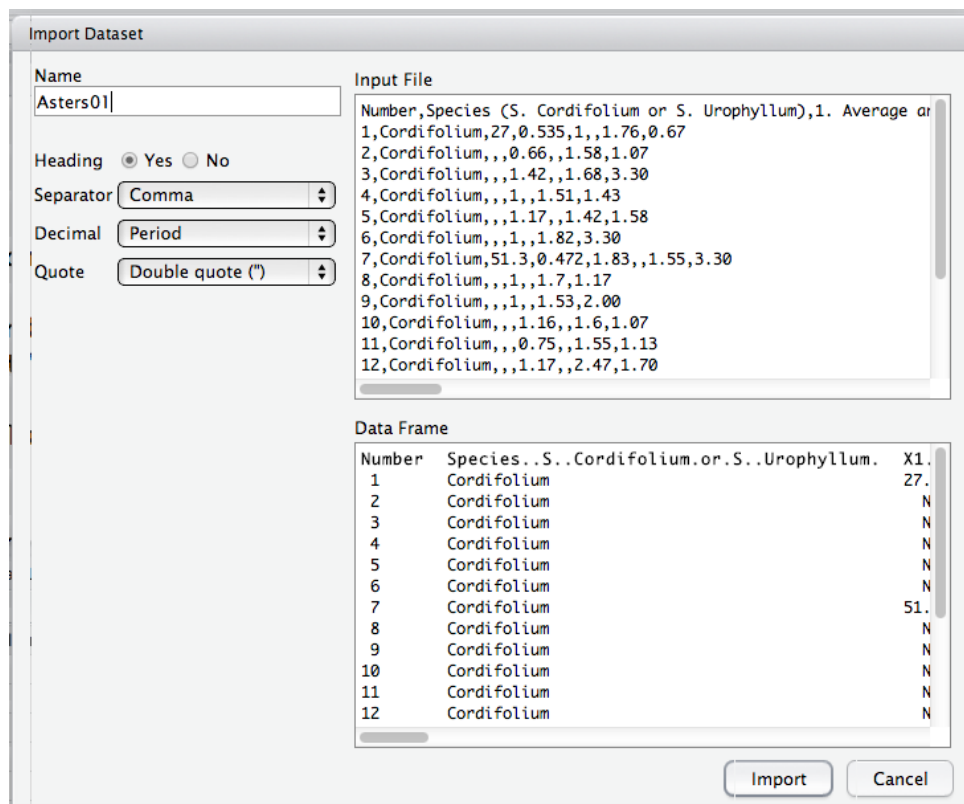 Import Dataset
Name
Asters01
Heading Yes No
Separator Comma
Decimal Period
Quote Double quote (")
Input File
Number,Species (S. Cordifolium or S. Urophyllum),1. Average ar
1,Cordifolium,27,0.535,1,,1.76,0.67
2,Cordifolium,,,0.66,,1.58,1.07
3,Cordifolium,,,1.42,,1.68,3.30
4,Cordifolium,,,1,,1.51,1.43
5,Cordifolium,,,1.17,,1.42,1.58
6,Cordifolium,,,1,,1.82,3.30
7,Cordifolium,51.3,0.472,1.83,,1.55,3.30
8,Cordifolium,,,1,,1.7,1.17
9,Cordifolium,,,1,,1.53,2.00
10,Cordifolium,,,1.16,,1.6,1.07
11,Cordifolium,,,0.75,,1.55,1.13
12,Cordifolium,,,1.17,,2.47,1.70
Data Frame
Number Species..S..Cordifolium.or.S..Urophyllum. X1.
1 Cordifolium 27.
2 Cordifolium N
3 Cordifolium N
4 Cordifolium N
5 Cordifolium N
6 Cordifolium N
7 Cordifolium 51.
8 Cordifolium N
9 Cordifolium N
10 Cordifolium N
11 Cordifolium N
12 Cordifolium N
Import Cancel